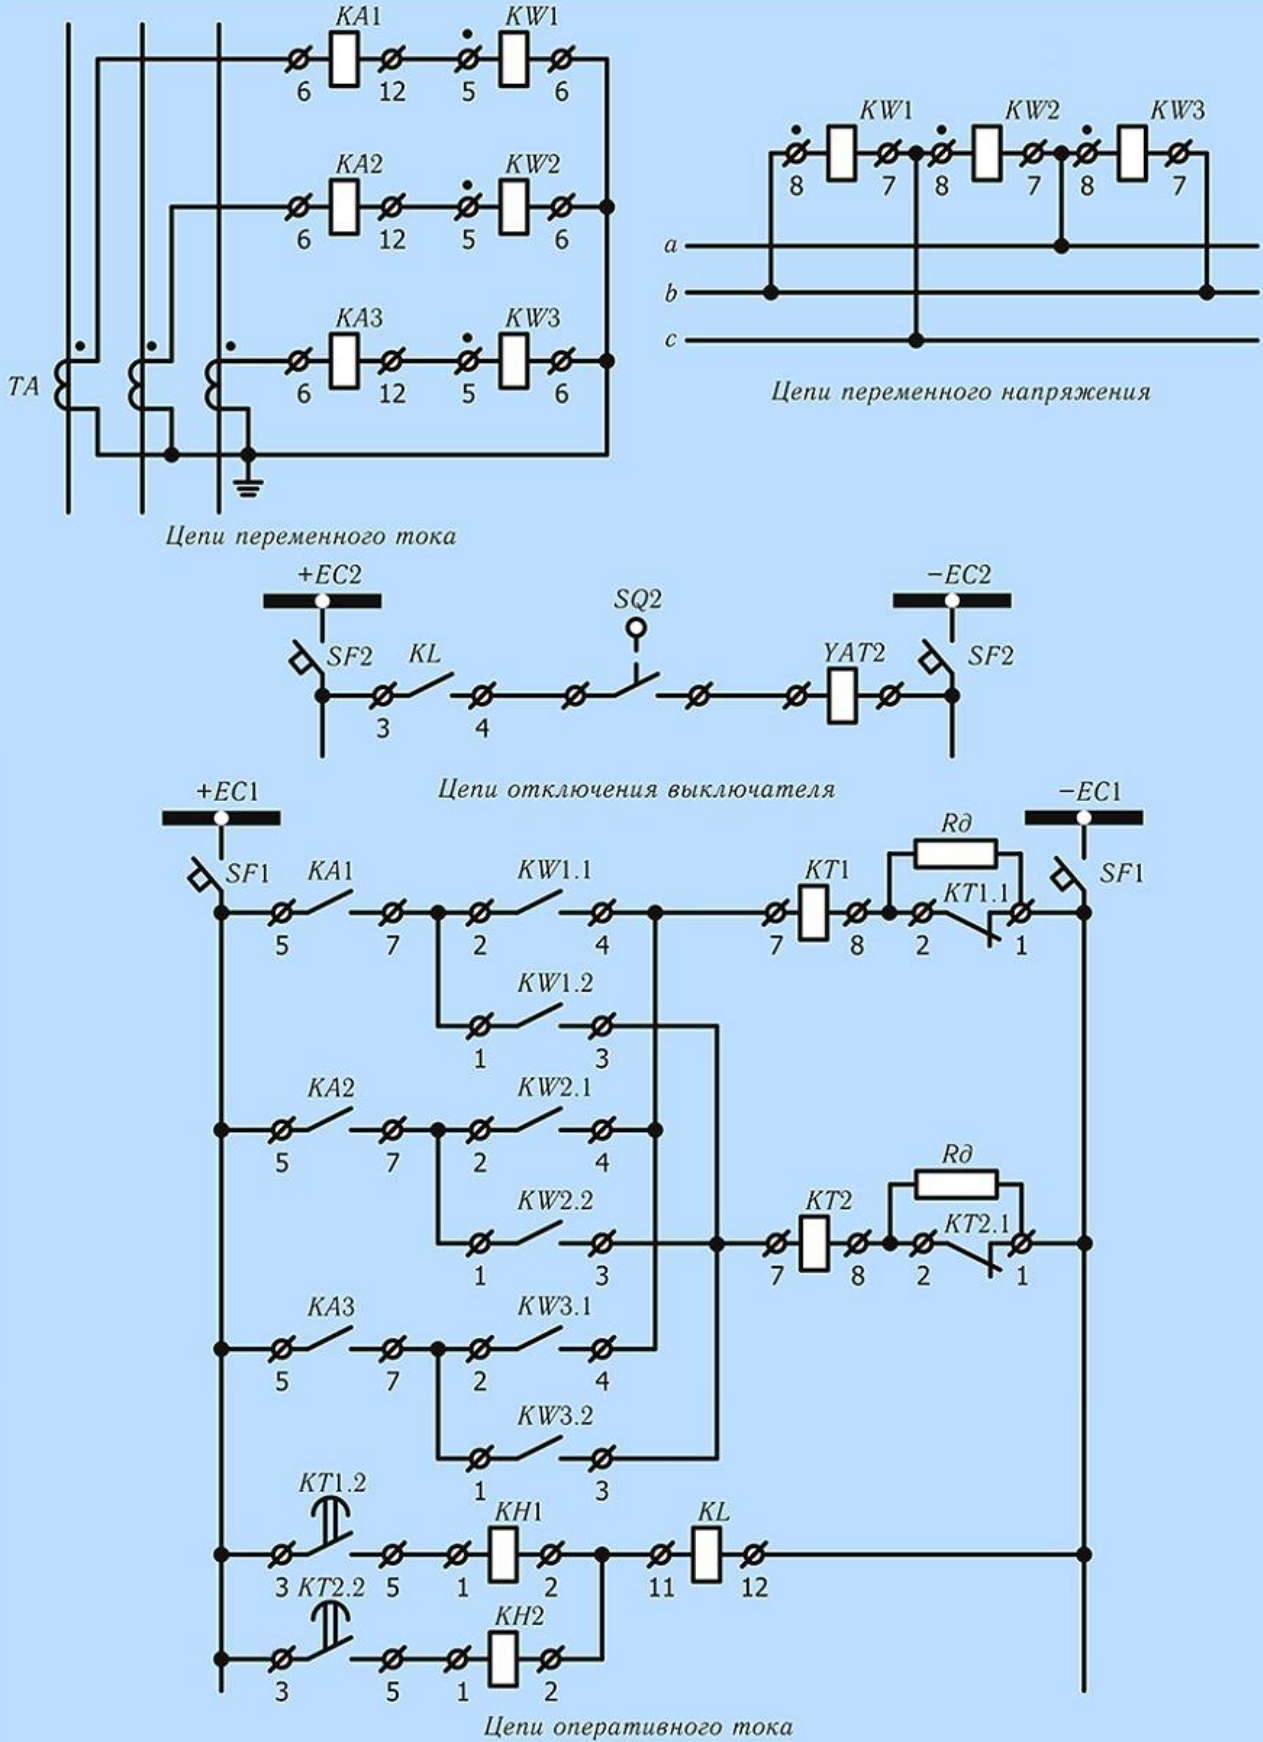 KA1 KW1
6 12 5 6
KA2 KW2
6 12 5 6
KA3 KW3
6 12 5 6
TA
Цепи переменного тока
KW1 KW2 KW3
8 7 8 7 8 7
a
b
c
Цепи переменного напряжения
+EC2 −EC2
SQ2
SF2 KL YAT2 SF2
3 4
Цепи отключения выключателя
+EC1 −EC1
Rд
SF1 KA1 KW1.1 KT1 KT1.1 SF1
5 7 2 4 7 8 2 1
KW1.2
1 3
KA2 KW2.1
5 7 2 4
Rд
KW2.2 KT2 KT2.1
1 3 7 8 2 1
KA3 KW3.1
5 7 2 4
KW3.2
1 3
KT1.2 KH1 KL
3 5 1 2 11 12
KT2.2 KH2
3 5 1 2
Цепи оперативного тока